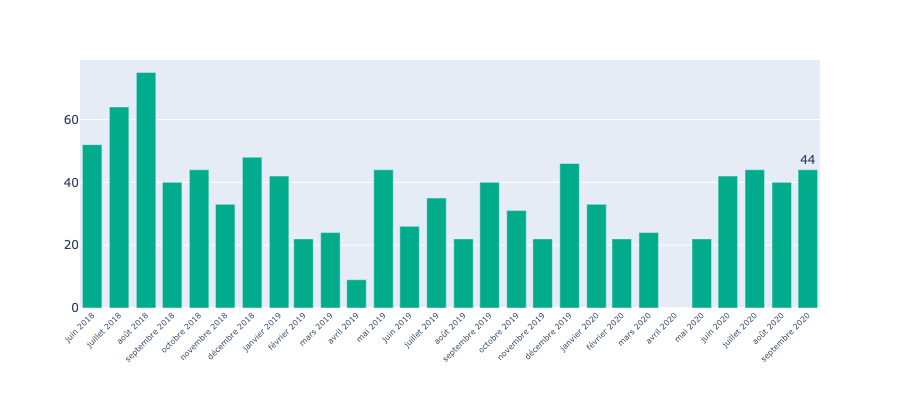 60
40
20
0
44
juin 2018
juillet 2018
août 2018
septembre 2018
octobre 2018
novembre 2018
décembre 2018
janvier 2019
février 2019
mars 2019
avril 2019
mai 2019
juin 2019
juillet 2019
août 2019
septembre 2019
octobre 2019
novembre 2019
décembre 2019
janvier 2020
février 2020
mars 2020
avril 2020
mai 2020
juin 2020
juillet 2020
août 2020
septembre 2020